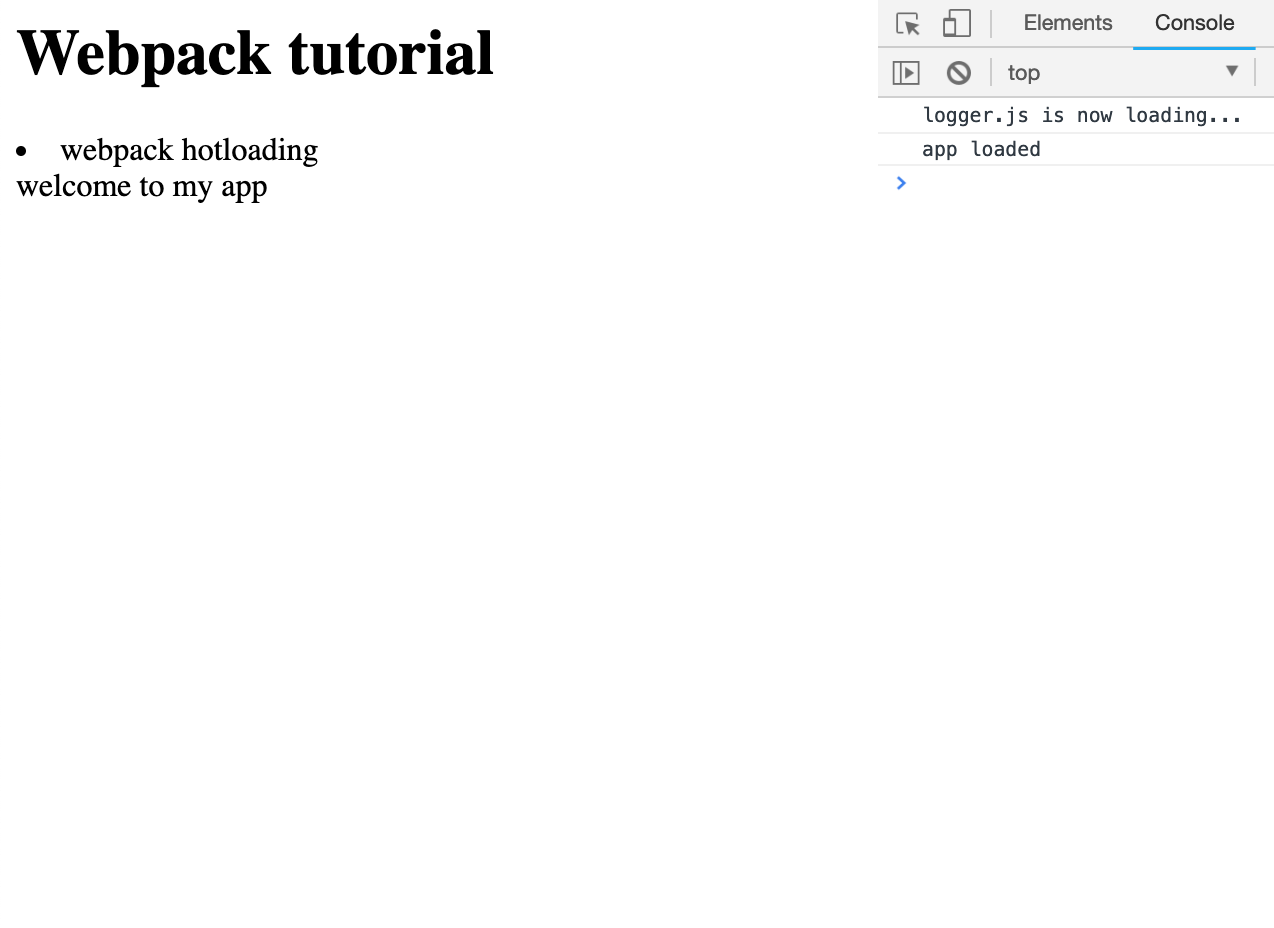 Webpack tutorial
webpack hotloading
welcome to my app
Elements Console
top
logger.js is now loading...
app loaded